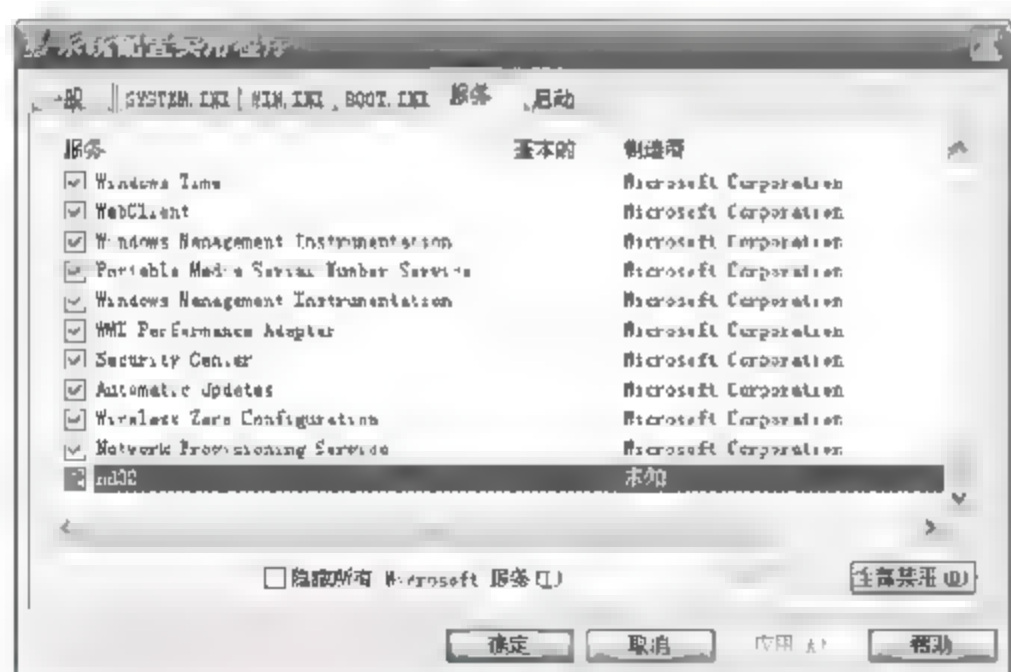 系统配置实用程序
一般 SYSTEM.INI WIN.INI BOOT.INI 服务 启动
服务 基本的 制造商
Windows Time Microsoft Corporation
WebClient Microsoft Corporation
Windows Management Instrumentation Microsoft Corporation
Portable Media Serial Number Service Microsoft Corporation
Windows Management Instrumentation Microsoft Corporation
WMI Performance Adapter Microsoft Corporation
Security Center Microsoft Corporation
Automatic Updates Microsoft Corporation
Wireless Zero Configuration Microsoft Corporation
Network Provisioning Service Microsoft Corporation
未知
隐藏所有 Microsoft 服务
全部禁用(D)
确定 取消 应用(A) 帮助